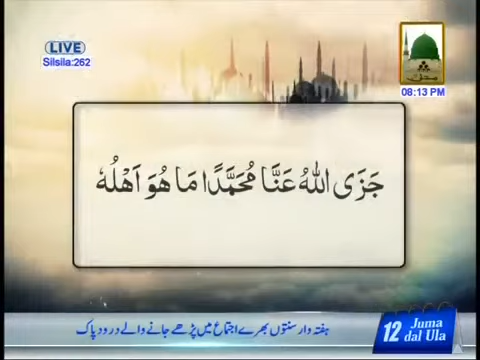 LIVE
Silsila:262
08:13 PM
جَزَى اللهُ عَنَّا مُحَمَّدًا مَا هُوَ اَهْلُهٗ
ہفتہ وار سنتوں بھرے اجتماع میں پڑھے جانے والے درود پاک
12 Juma
dal Ula